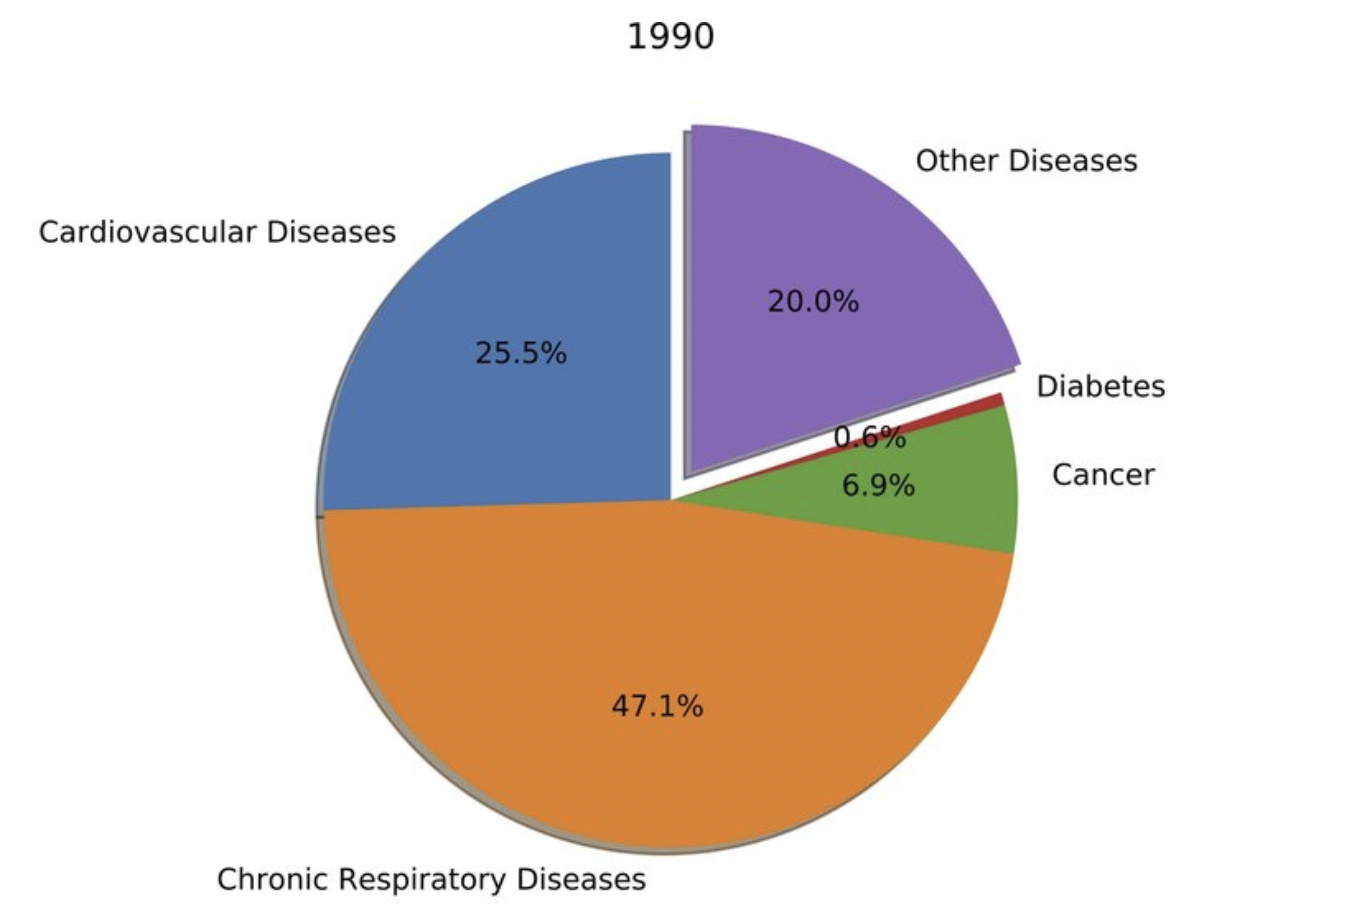 1990
Other Diseases
Cardiovascular Diseases
20.0%
25.5%
Diabetes
0.6%
Cancer
6.9%
47.1%
Chronic Respiratory Diseases